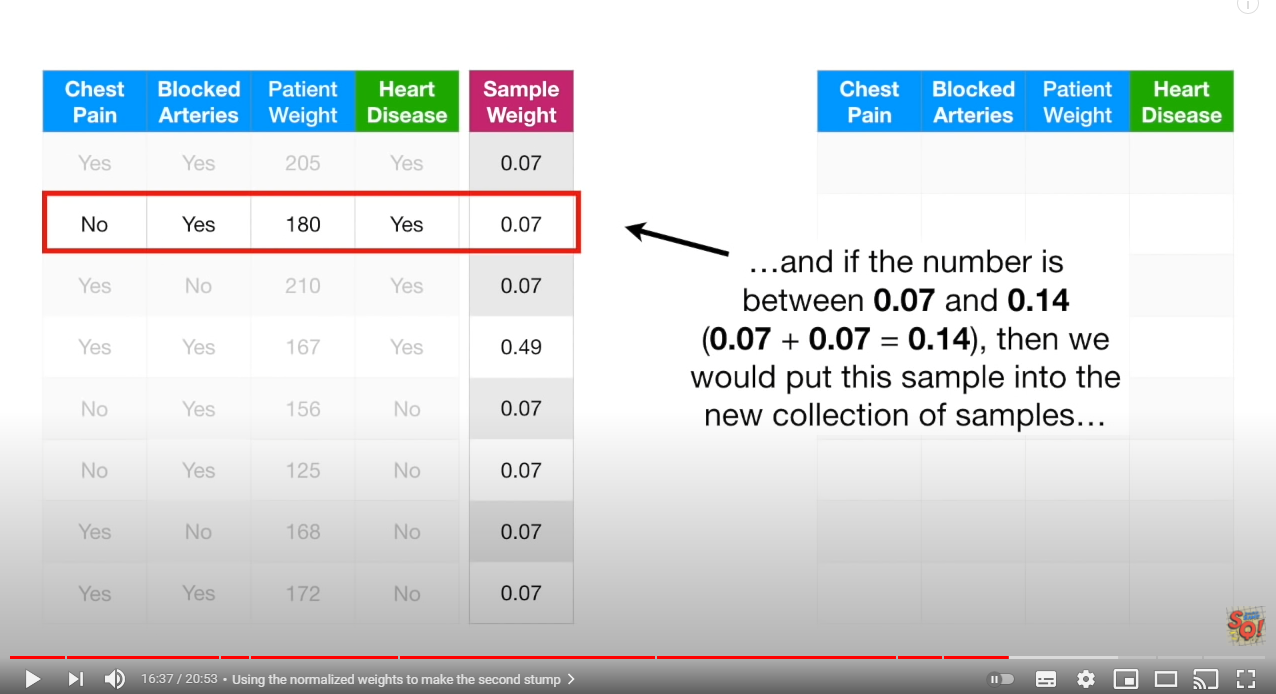 Chest Pain Blocked Arteries Patient Weight Heart Disease Sample Weight
Yes Yes 205 Yes 0.07
No Yes 180 Yes 0.07
Yes No 210 Yes 0.07
Yes Yes 167 Yes 0.49
No Yes 156 No 0.07
No Yes 125 No 0.07
Yes No 168 No 0.07
Yes Yes 172 No 0.07
Chest Pain Blocked Arteries Patient Weight Heart Disease
…and if the number is
between 0.07 and 0.14
(0.07 + 0.07 = 0.14), then we
would put this sample into the
new collection of samples…
SQ!
16:37 / 20:53 • Using the normalized weights to make the second stump